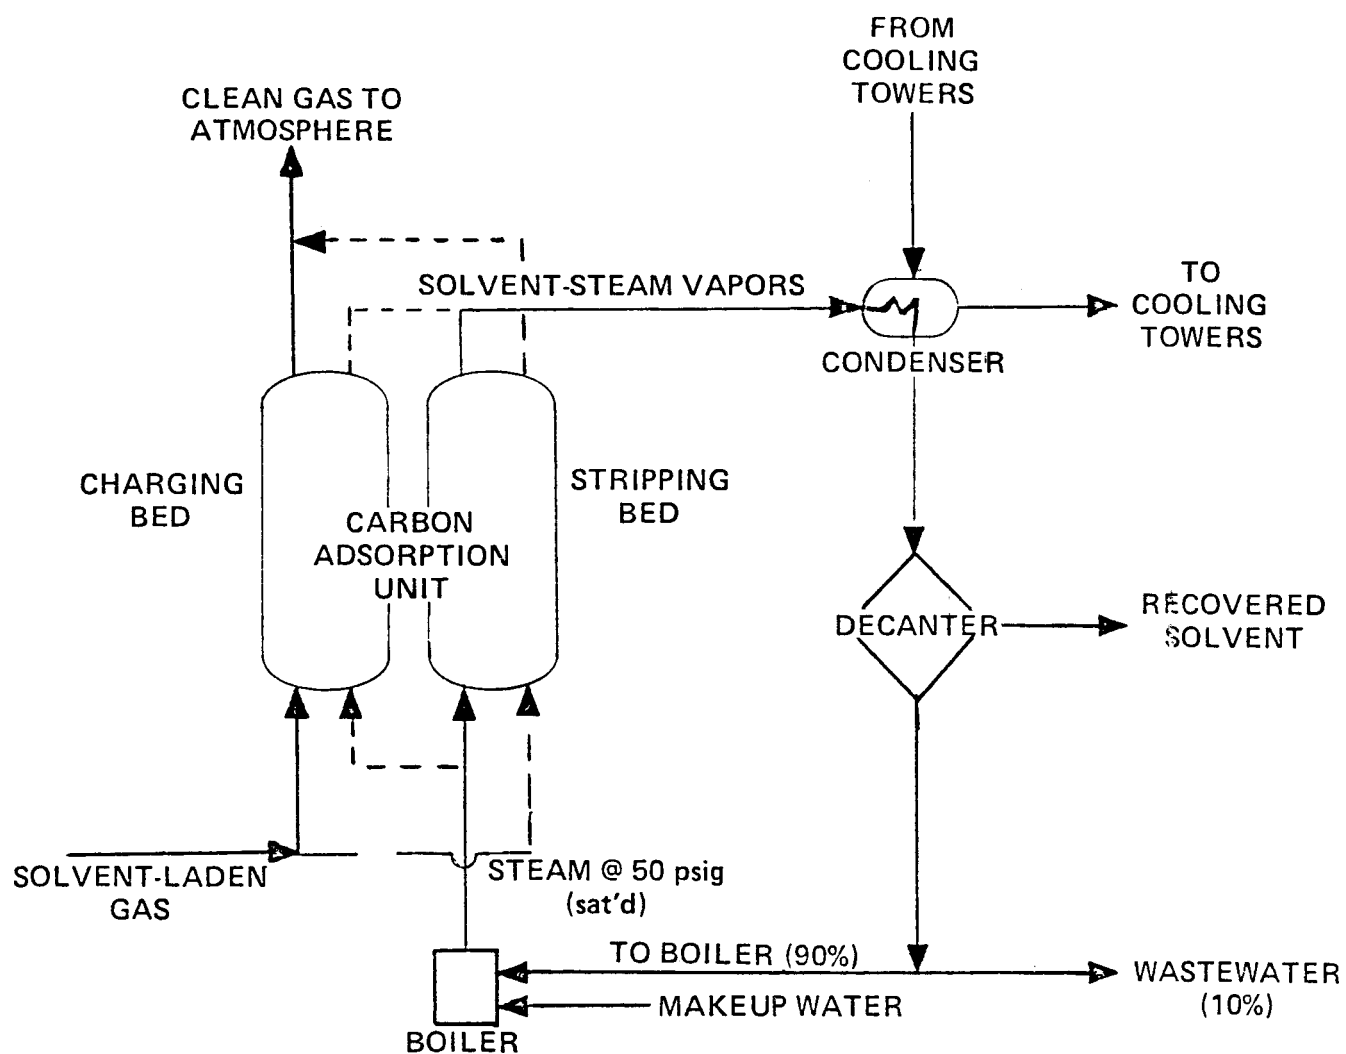 FROM
COOLING
TOWERS
CLEAN GAS TO
ATMOSPHERE
SOLVENT-STEAM VAPORS
TO
COOLING
TOWERS
CONDENSER
CHARGING
BED
STRIPPING
BED
CARBON
ADSORPTION
UNIT
DECANTER
RECOVERED
SOLVENT
SOLVENT-LADEN
GAS
STEAM @ 50 psig
(sat'd)
TO BOILER (90%)
WASTEWATER
(10%)
MAKEUP WATER
BOILER